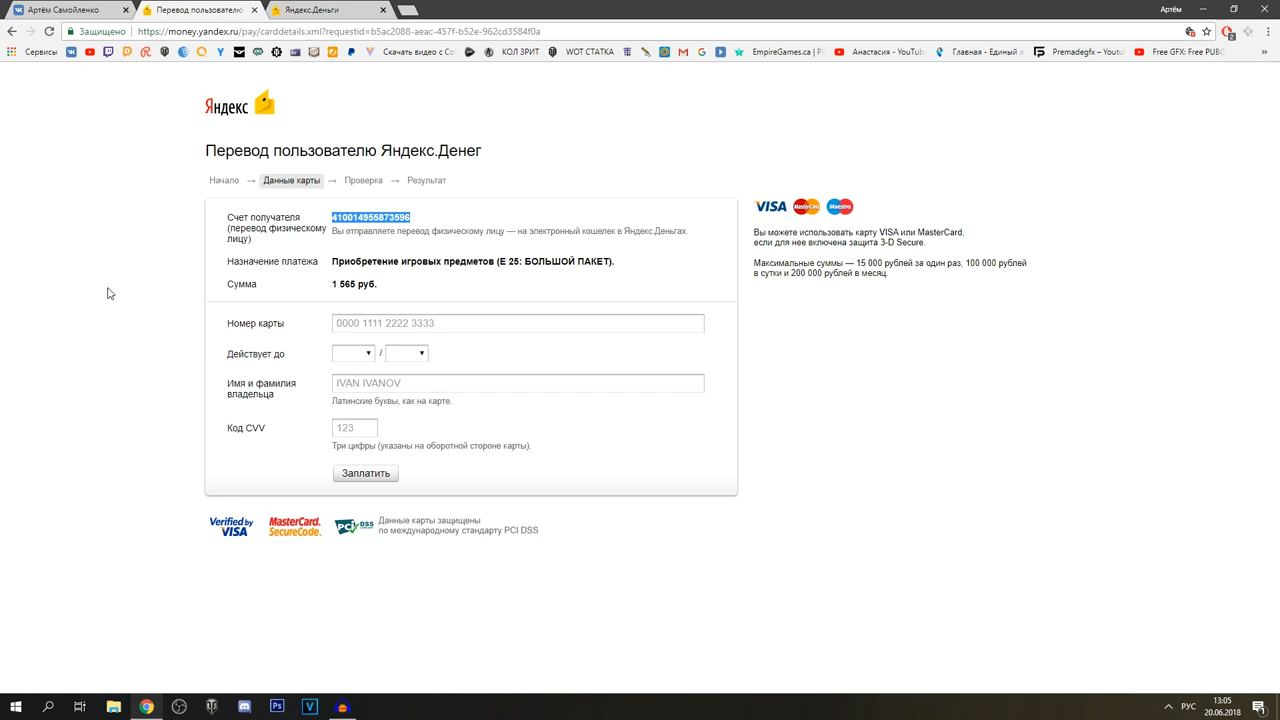 Артём Самойленко
Перевод пользователю
Яндекс.Деньги
Артём
Защищено
https://money.yandex.ru/pay/carddetails.xml?requestid=b5ac2088-aeac-457f-b52e-962cd3584f0a
Сервисы
Скачать видео с Со
КОЛ ЗРИТ
WOT СТАТКА
EmpireGames.ca | Р
Анастасия - YouTub
Главная - Единый л
Premadegfx: Free P
Free GFX: Free PUBG
Яндекс
Перевод пользователю Яндекс.Денег
Начало → Данные карты → Проверка → Результат
Счет получателя
(перевод физическому
лицу)
410014955873596
Вы отправляете перевод физическому лицу — на электронный кошелек в Яндекс.Деньгах.
Назначение платежа
Приобретение игровых предметов (E 25: БОЛЬШОЙ ПАКЕТ).
Сумма
1 565 руб.
Номер карты
0000 1111 2222 3333
Действует до
/
Имя и фамилия
владельца
IVAN IVANOV
Латинские буквы, как на карте.
Код CVV
123
Три цифры (указаны на оборотной стороне карты).
Заплатить
VISA MasterCard Maestro
Вы можете использовать карту VISA или MasterCard,
если для нее включена защита 3-D Secure.
Максимальные суммы — 15 000 рублей за один раз, 100 000 рублей
в сутки и 200 000 рублей в месяц.
Verified by
VISA
MasterCard.
SecureCode.
PCI DSS
Данные карты защищены
по международному стандарту PCI DSS
РУС
13:05
20.06.2018